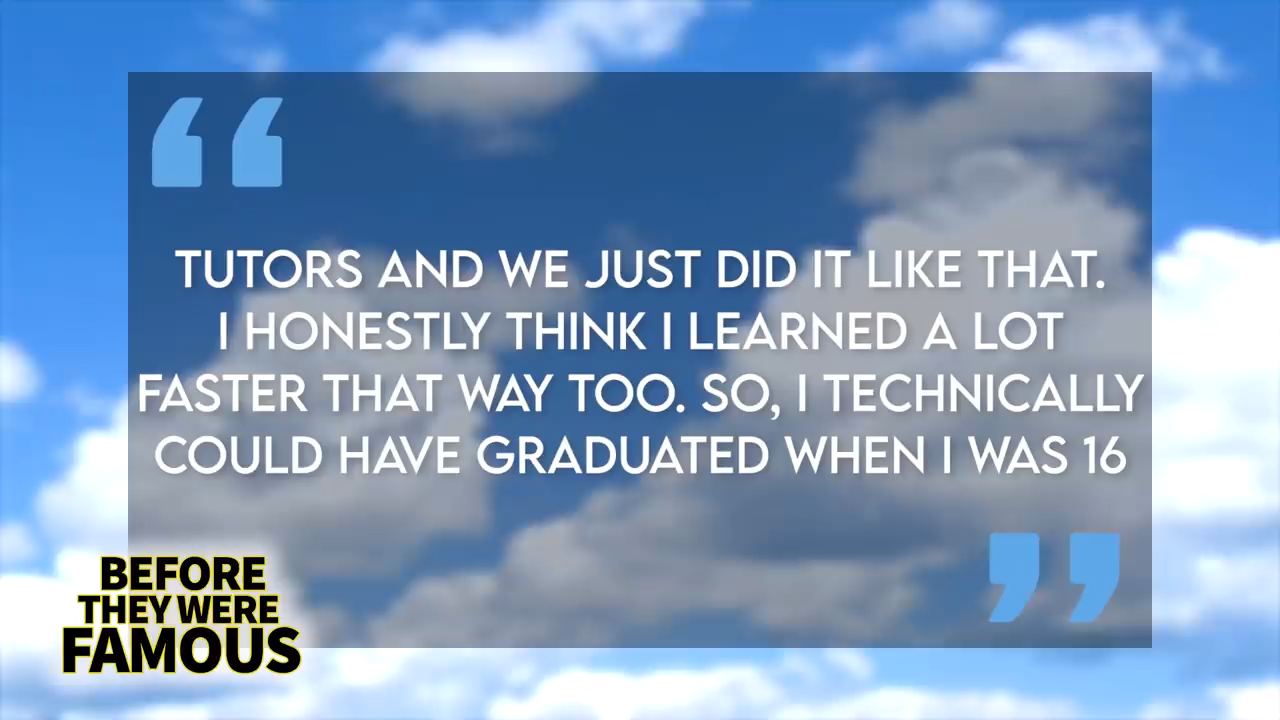 “
TUTORS AND WE JUST DID IT LIKE THAT.
I HONESTLY THINK I LEARNED A LOT
FASTER THAT WAY TOO. SO, I TECHNICALLY
COULD HAVE GRADUATED WHEN I WAS 16
”
BEFORE
THEY WERE
FAMOUS